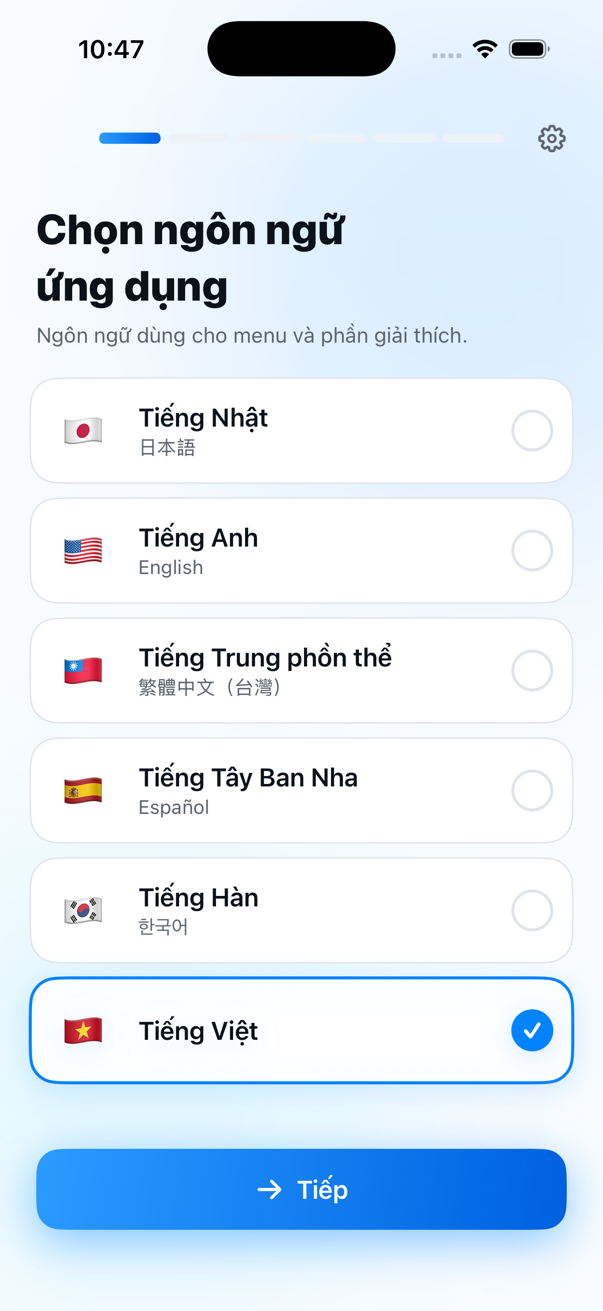 10:47
Chọn ngôn ngữ
ứng dụng
Ngôn ngữ dùng cho menu và phần giải thích.
Tiếng Nhật
日本語
Tiếng Anh
English
Tiếng Trung phồn thể
繁體中文（台灣）
Tiếng Tây Ban Nha
Español
Tiếng Hàn
한국어
Tiếng Việt
Tiếp